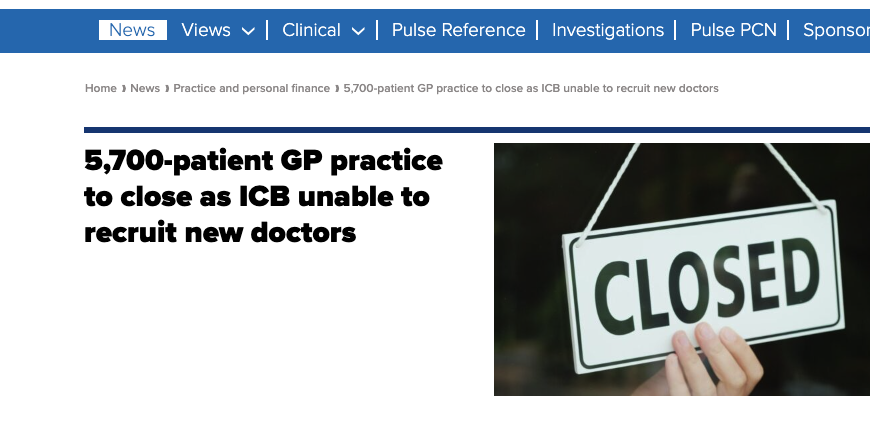 News Views Clinical Pulse Reference Investigations Pulse PCN
Home News Practice and personal finance 5,700-patient GP practice to close as ICB unable to recruit new doctors
5,700-patient GP practice
to close as ICB unable to
recruit new doctors
CLOSED